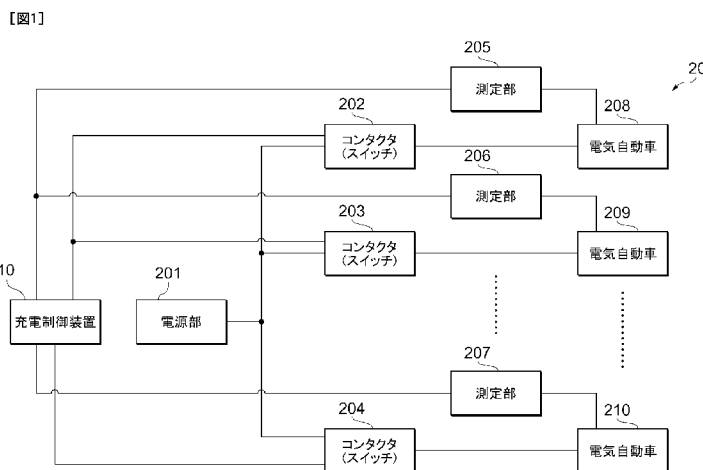 [図1]
205
測定部
20
202
コンタクタ
(スイッチ)
208
電気自動車
206
測定部
203
コンタクタ
(スイッチ)
209
電気自動車
10
充電制御装置
201
電源部
207
測定部
204
コンタクタ
(スイッチ)
210
電気自動車